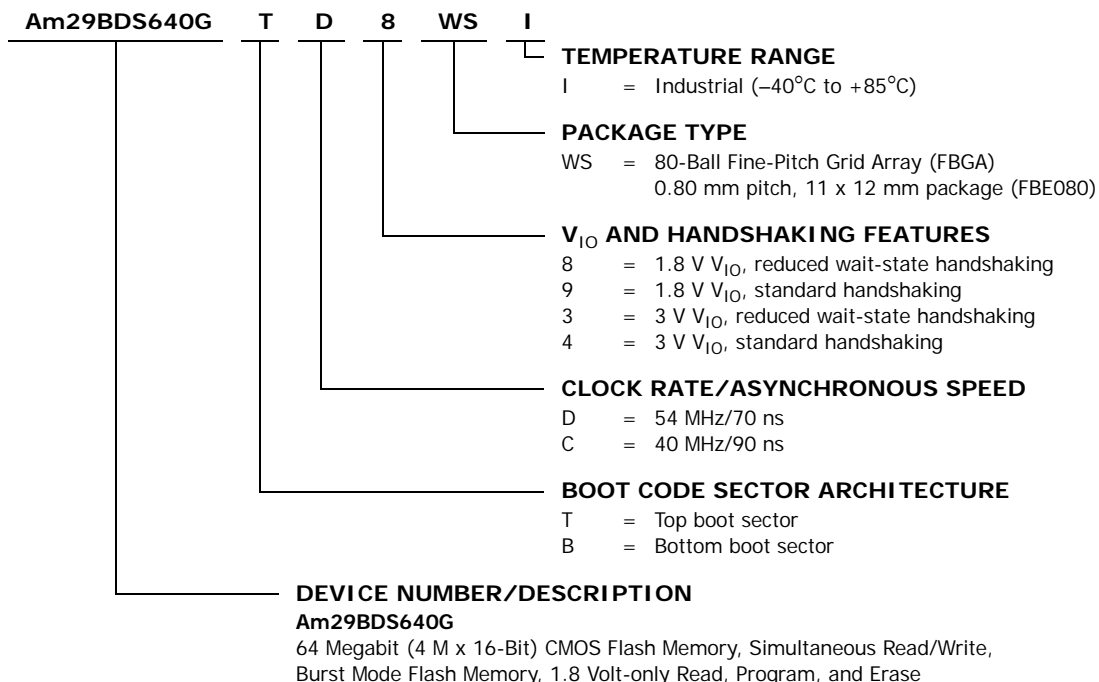 Am29BDS640G T D 8 WS I
TEMPERATURE RANGE
I = Industrial (–40°C to +85°C)
PACKAGE TYPE
WS = 80-Ball Fine-Pitch Grid Array (FBGA)
0.80 mm pitch, 11 x 12 mm package (FBE080)
VIO AND HANDSHAKING FEATURES
8 = 1.8 V VIO, reduced wait-state handshaking
9 = 1.8 V VIO, standard handshaking
3 = 3 V VIO, reduced wait-state handshaking
4 = 3 V VIO, standard handshaking
CLOCK RATE/ASYNCHRONOUS SPEED
D = 54 MHz/70 ns
C = 40 MHz/90 ns
BOOT CODE SECTOR ARCHITECTURE
T = Top boot sector
B = Bottom boot sector
DEVICE NUMBER/DESCRIPTION
Am29BDS640G
64 Megabit (4 M x 16-Bit) CMOS Flash Memory, Simultaneous Read/Write,
Burst Mode Flash Memory, 1.8 Volt-only Read, Program, and Erase